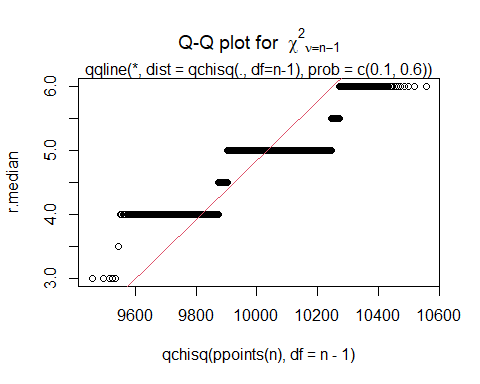 Q-Q plot for χ²ν=n−1
qqline(*, dist = qchisq(., df=n-1), prob = c(0.1, 0.6))
6.0
5.0
4.0
3.0
r.median
9600 9800 10000 10200 10400 10600
qchisq(ppoints(n), df = n - 1)